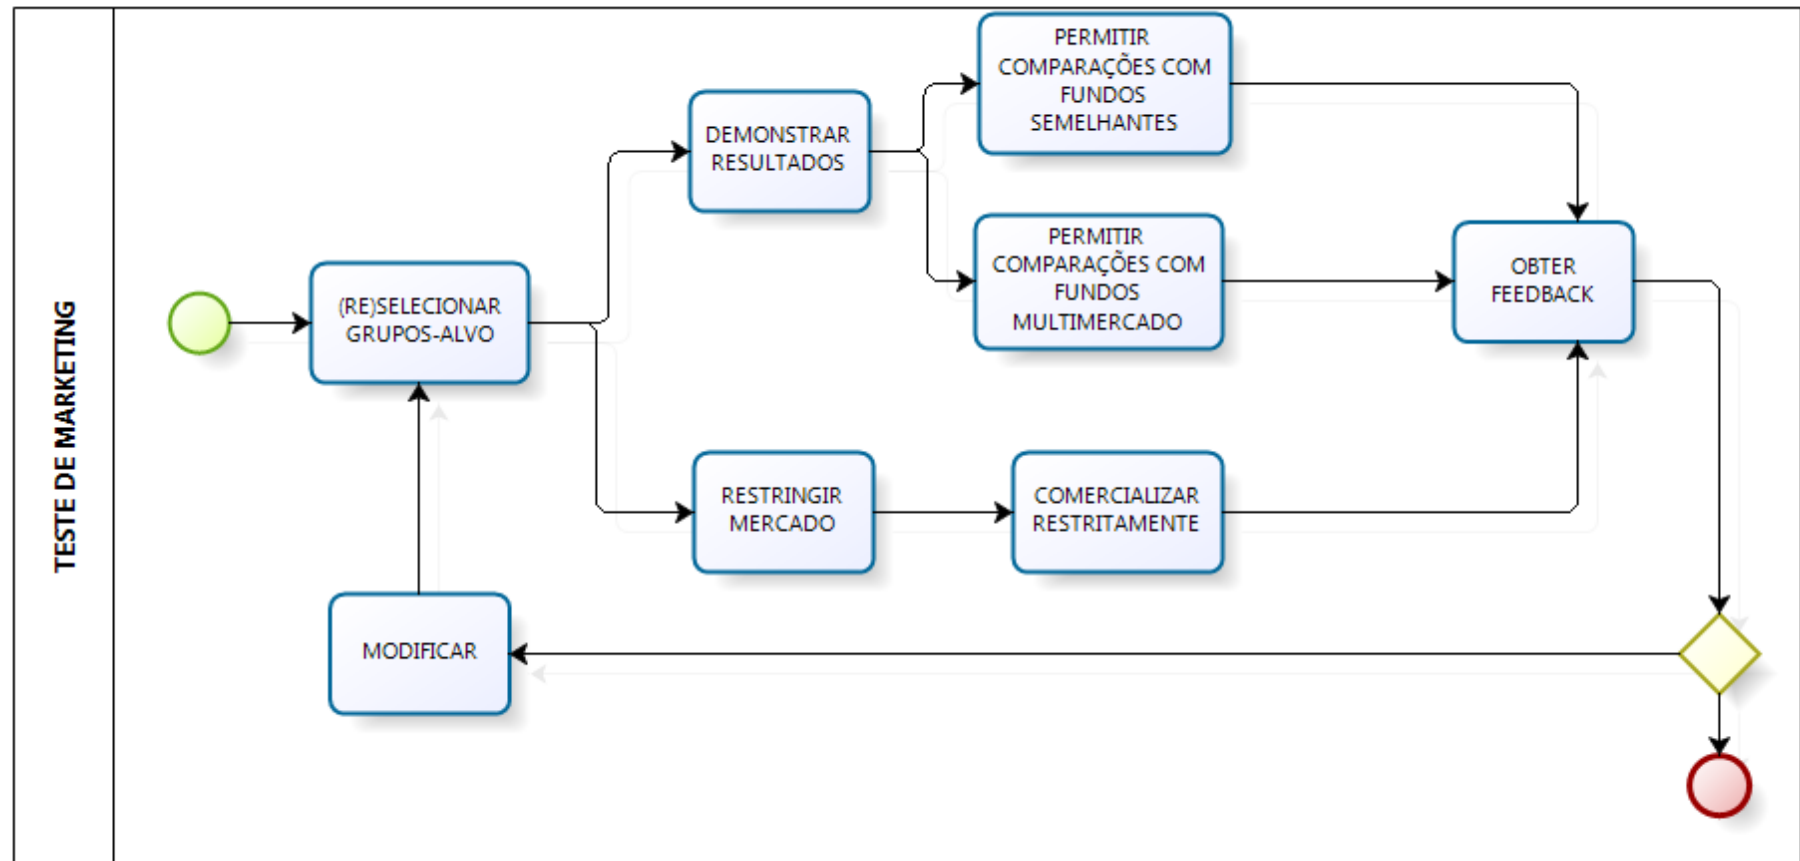 TESTE DE MARKETING
(RE)SELECIONAR
GRUPOS-ALVO
DEMONSTRAR
RESULTADOS
PERMITIR
COMPARAÇÕES COM
FUNDOS
SEMELHANTES
PERMITIR
COMPARAÇÕES COM
FUNDOS
MULTIMERCADO
OBTER
FEEDBACK
RESTRINGIR
MERCADO
COMERCIALIZAR
RESTRITAMENTE
MODIFICAR